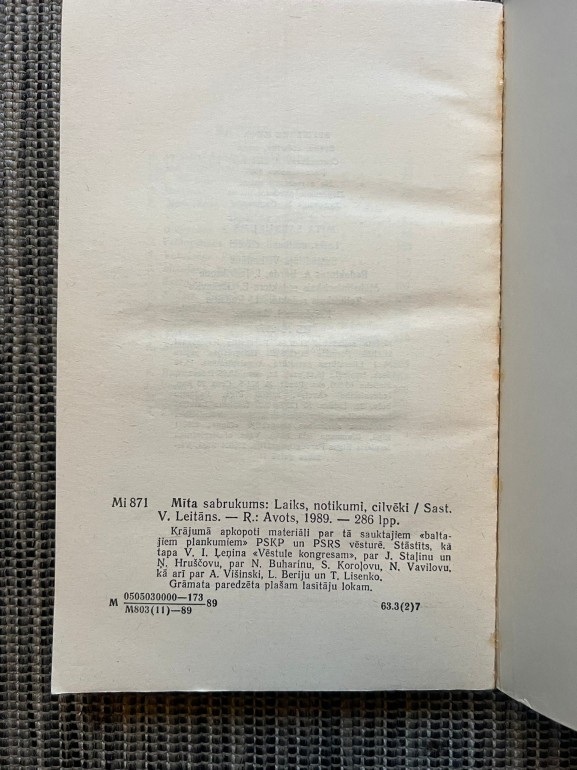 Mi 871 Mīta sabrukums: Laiks, notikumi, cilvēki / Sast.
V. Leitāns. — R.: Avots, 1989. — 286 lpp.
Krājumā apkopoti materiāli par tā sauktajiem «balta-
jiem plankumiem» PSKP un PSRS vēsturē. Stāstīts, kā
tapa V. I. Ļeņina «Vēstule kongresam», par J. Staļinu un
Ņ. Hruščovu, par N. Buharinu, S. Koroļovu, N. Vavilovu,
kā arī par A. Višinski, L. Beriju un T. Lisenko.
Grāmata paredzēta plašam lasītāju lokam.
M 0505030000—173
M803(11)—89 89 63.3(2)7